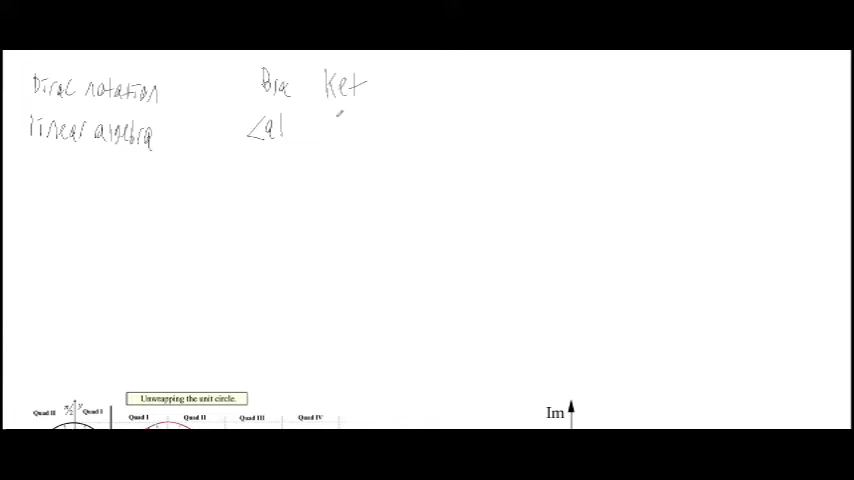 Dirac notation Bra Ket
linear algebra <a|
Unwrapping the unit circle.
Quad II π/2 y Quad I Quad I Quad II Quad III Quad IV
Im